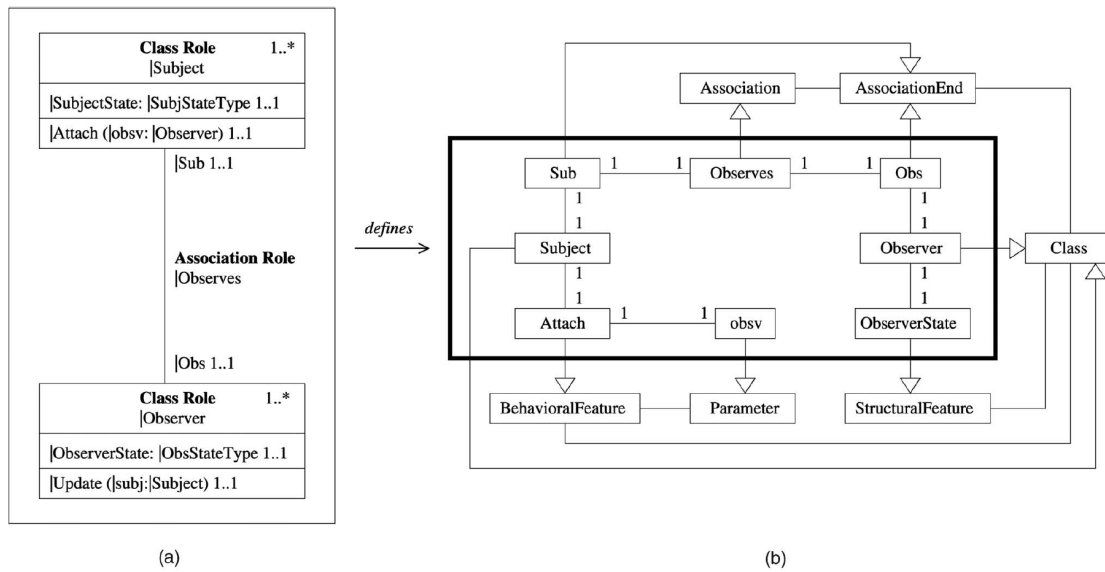 Class Role 1..*
|Subject
|SubjectState: |SubjStateType 1..1
|Attach (|obsv: |Observer) 1..1
|Sub 1..1
Association Role
|Observes
|Obs 1..1
Class Role 1..*
|Observer
|ObserverState: |ObsStateType 1..1
|Update (|subj:|Subject) 1..1
(a)
defines
Association AssociationEnd
Sub 1 1 Observes 1 1 Obs
1 1
1 1
Subject Observer Class
1 1
1 1
Attach 1 1 obsv ObserverState
BehavioralFeature Parameter StructuralFeature
(b)